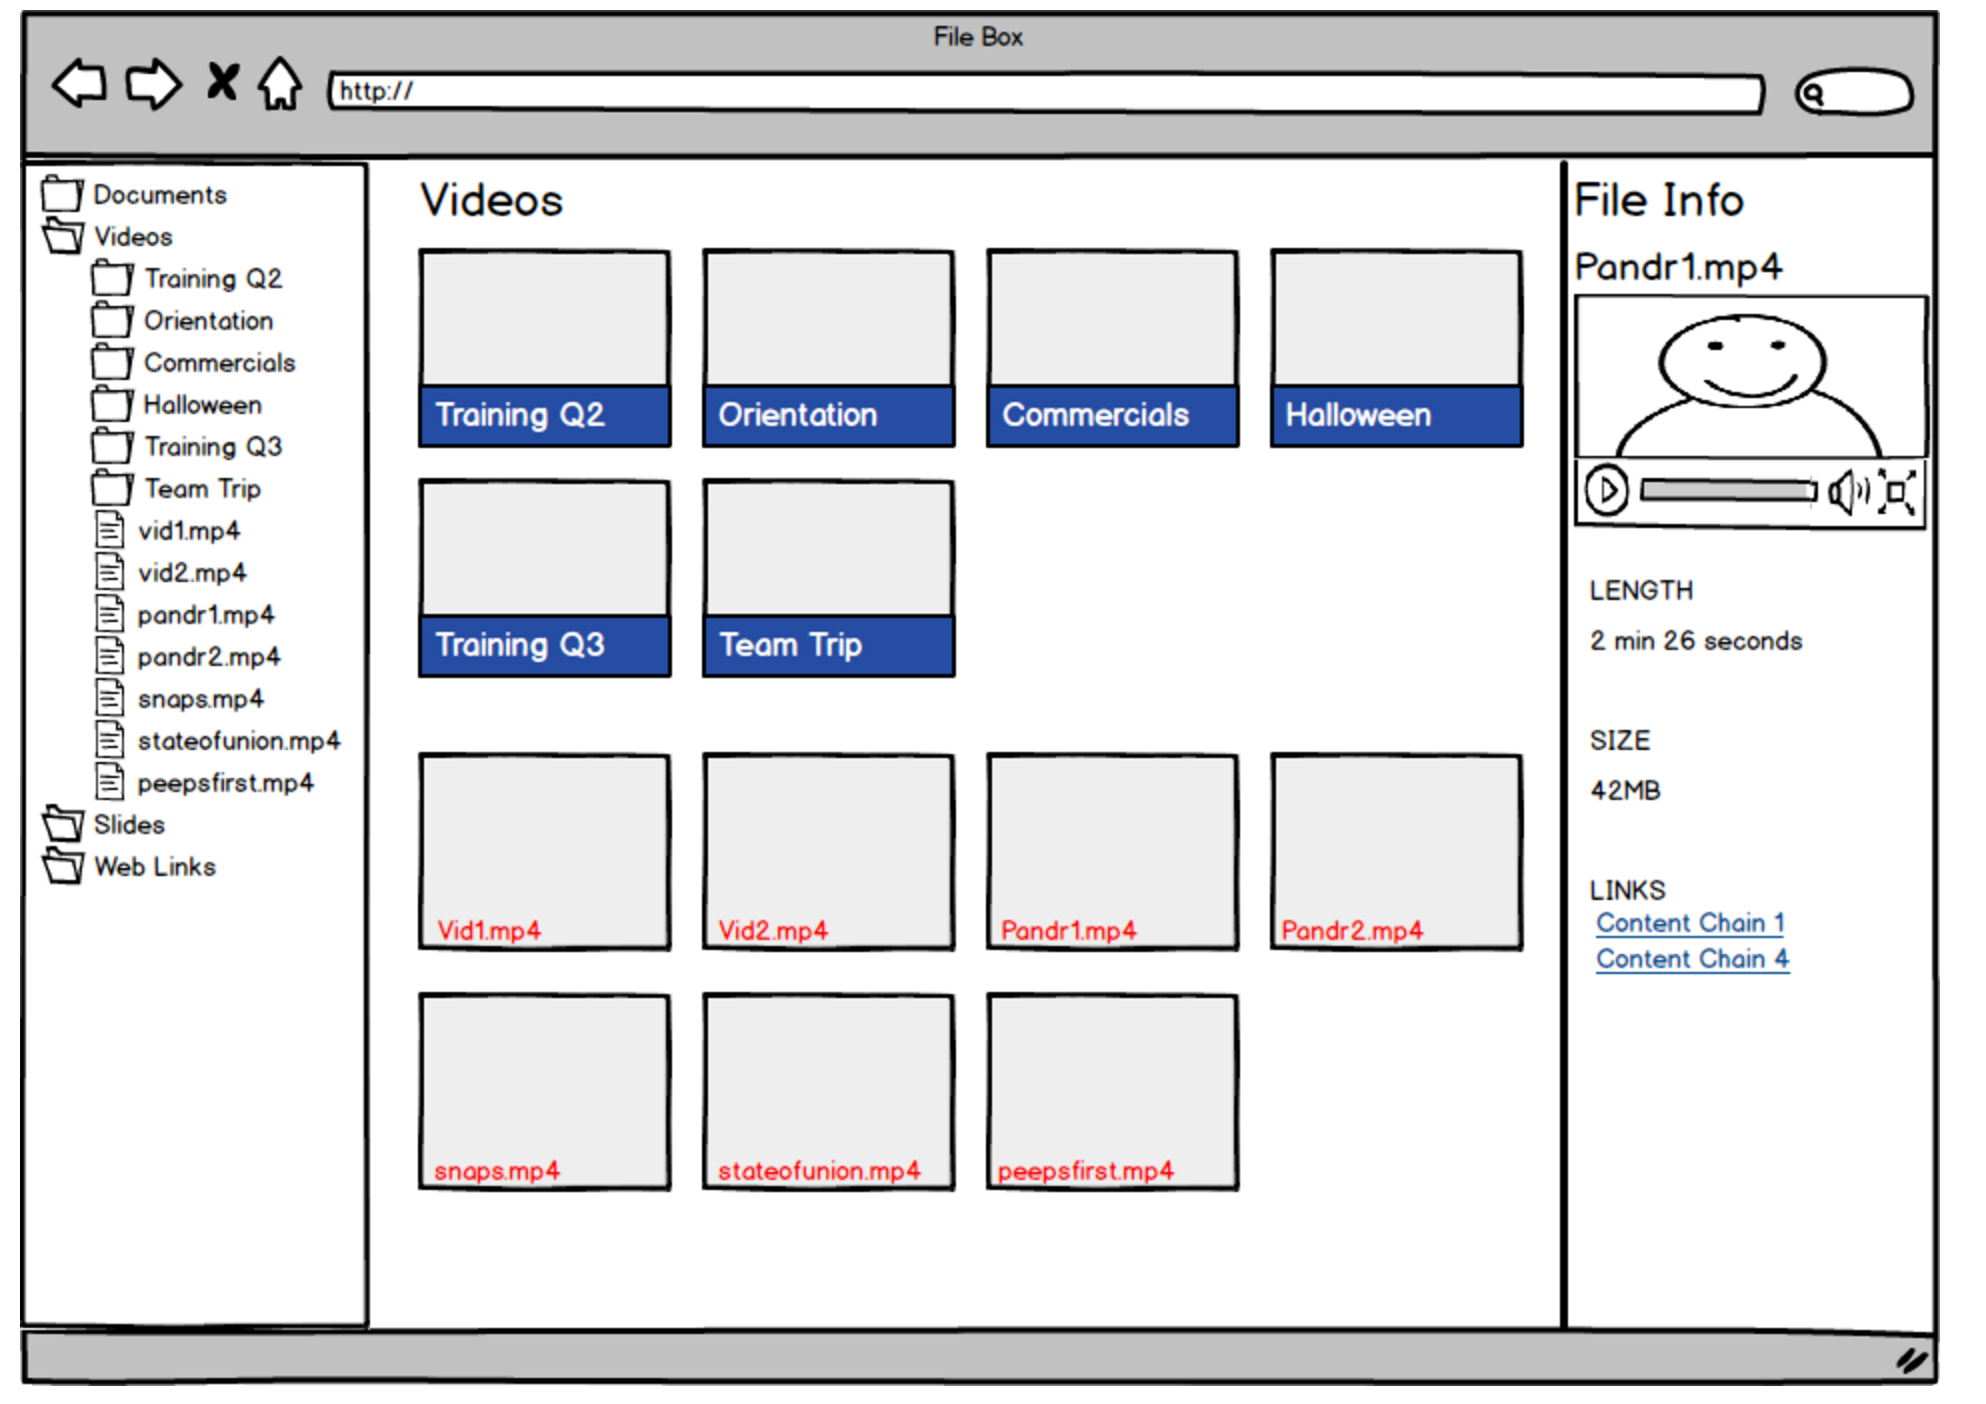 File Box
http://
Documents
Videos
Training Q2
Orientation
Commercials
Halloween
Training Q3
Team Trip
vid1.mp4
vid2.mp4
pandr1.mp4
pandr2.mp4
snaps.mp4
stateofunion.mp4
peepsfirst.mp4
Slides
Web Links
Videos
Training Q2
Orientation
Commercials
Halloween
Training Q3
Team Trip
Vid1.mp4
Vid2.mp4
Pandr1.mp4
Pandr2.mp4
snaps.mp4
stateofunion.mp4
peepsfirst.mp4
File Info
Pandr1.mp4
LENGTH
2 min 26 seconds
SIZE
42MB
LINKS
Content Chain 1
Content Chain 4